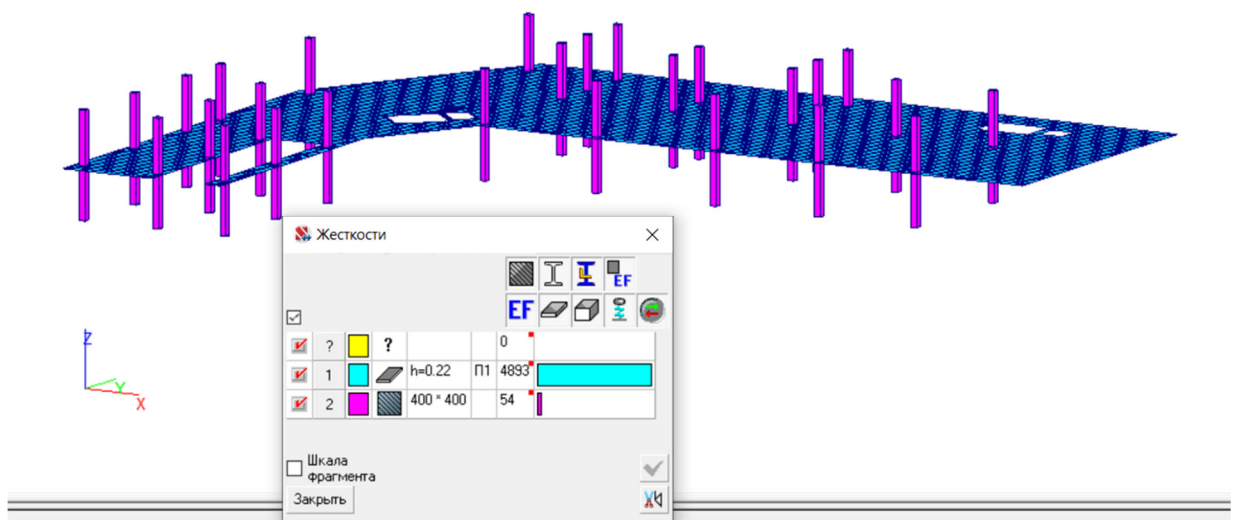 Жесткости
EF
EF
? ? 0
1 h=0.22 П1 4893
2 400 * 400 54
Z
Y
X
Шкала
фрагмента
Закрыть